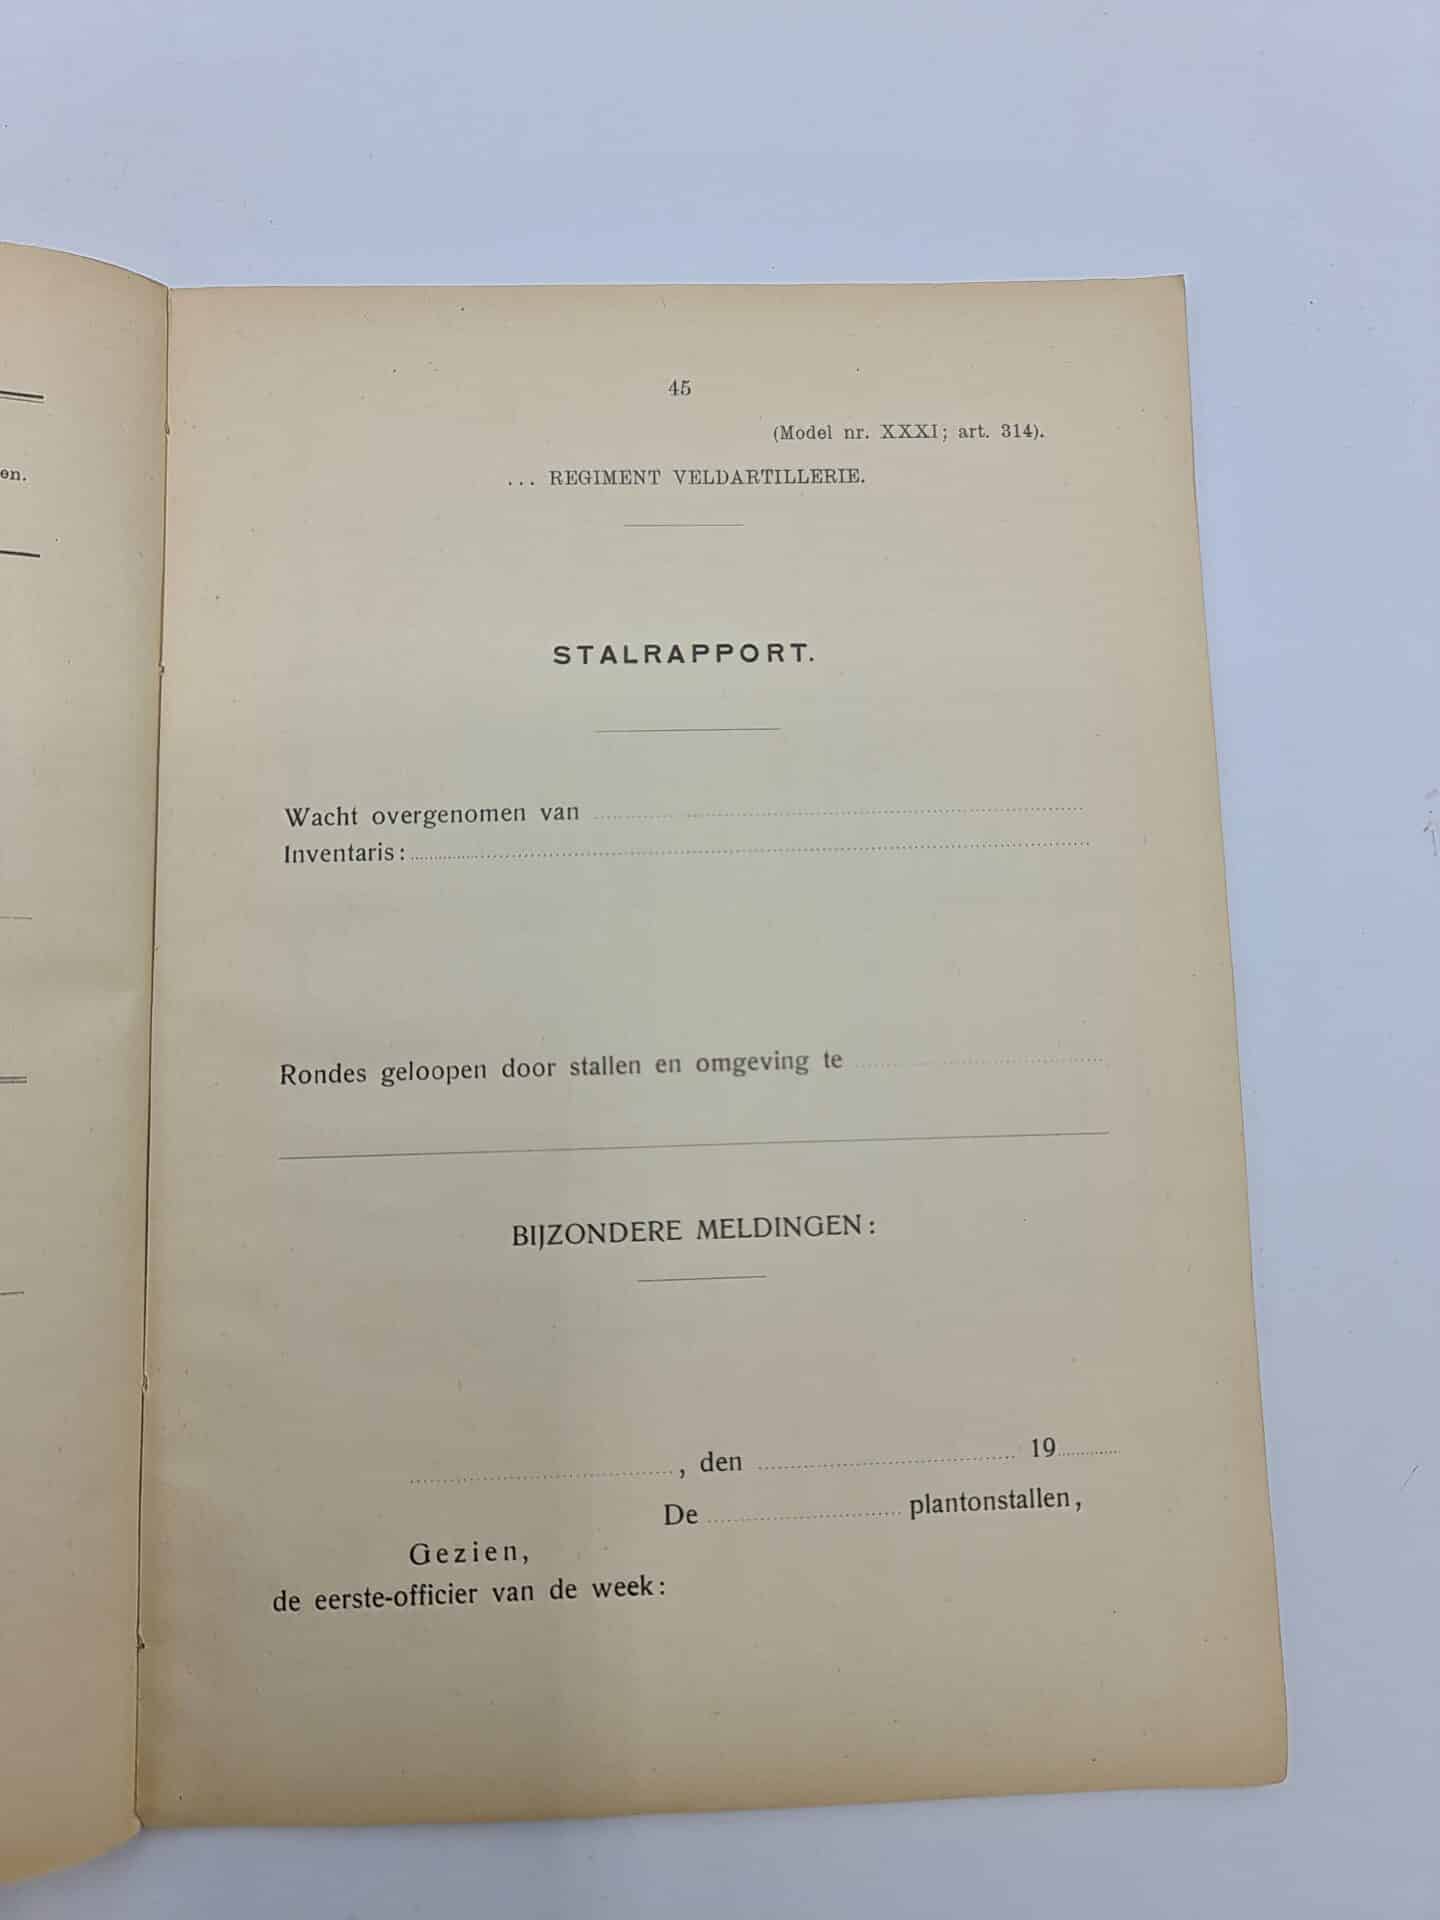 en.
45
(Model nr. XXXI; art. 314).
... REGIMENT VELDARTILLERIE.
STALRAPPORT.
Wacht overgenomen van
Inventaris:
Rondes geloopen door stallen en omgeving te
BIJZONDERE MELDINGEN:
, den 19
De plantonstallen,
Gezien,
de eerste-officier van de week: